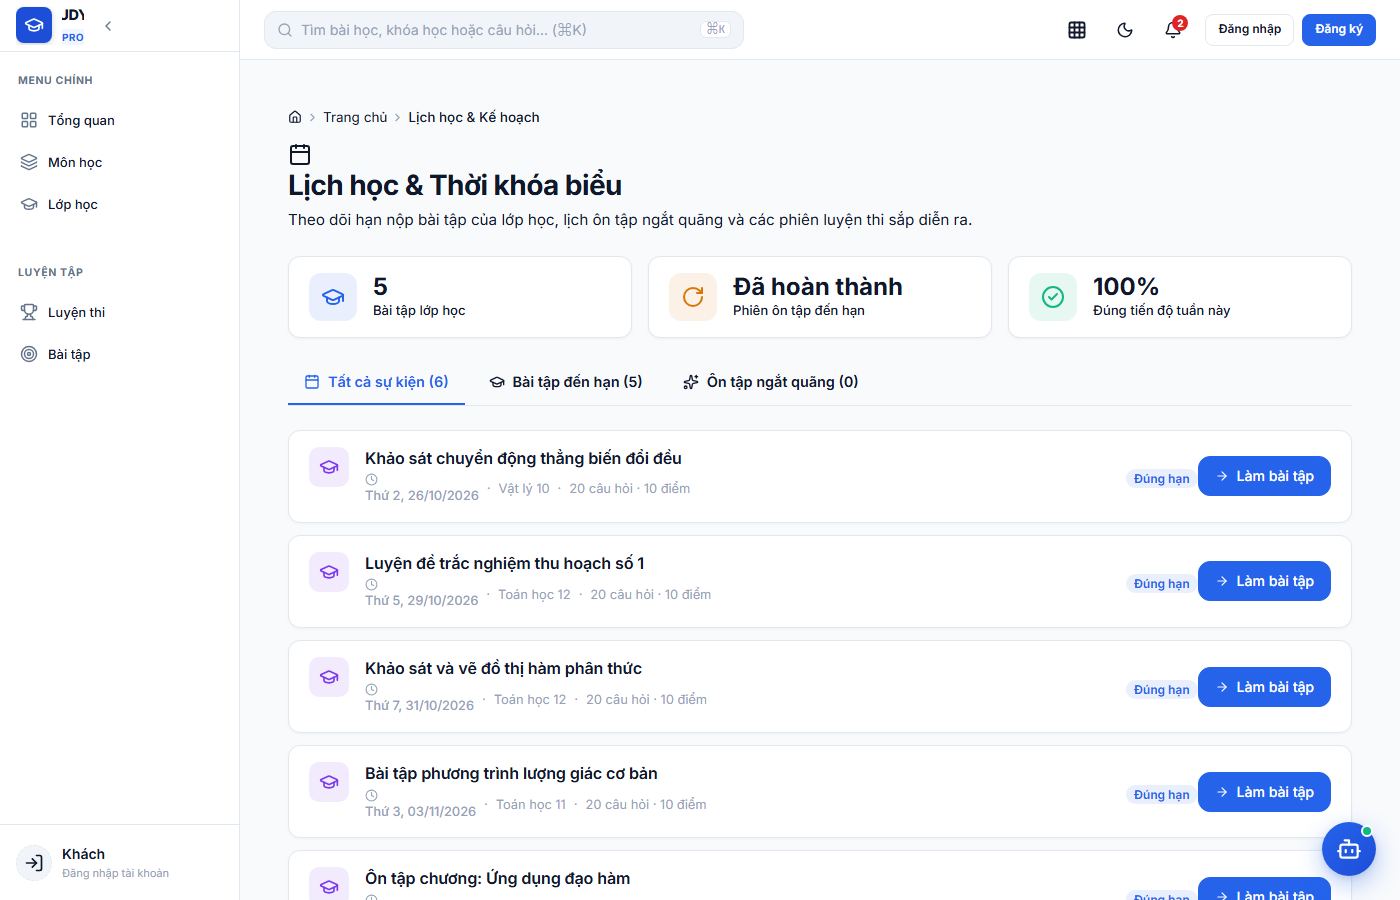 PRO
MENU CHÍNH
Tổng quan
Môn học
Lớp học
LUYỆN TẬP
Luyện thi
Bài tập
Khách
Đăng nhập tài khoản
Tìm bài học, khóa học hoặc câu hỏi... (⌘K)
⌘K
2
Đăng nhập
Đăng ký
Trang chủ
Lịch học & Kế hoạch
Lịch học & Thời khóa biểu
Theo dõi hạn nộp bài tập của lớp học, lịch ôn tập ngắt quãng và các phiên luyện thi sắp diễn ra.
5
Bài tập lớp học
Đã hoàn thành
Phiên ôn tập đến hạn
100%
Đúng tiến độ tuần này
Tất cả sự kiện (6)
Bài tập đến hạn (5)
Ôn tập ngắt quãng (0)
Khảo sát chuyển động thẳng biến đổi đều
Thứ 2, 26/10/2026 · Vật lý 10 · 20 câu hỏi · 10 điểm
Đúng hạn
Làm bài tập
Luyện đề trắc nghiệm thu hoạch số 1
Thứ 5, 29/10/2026 · Toán học 12 · 20 câu hỏi · 10 điểm
Đúng hạn
Làm bài tập
Khảo sát và vẽ đồ thị hàm phân thức
Thứ 7, 31/10/2026 · Toán học 12 · 20 câu hỏi · 10 điểm
Đúng hạn
Làm bài tập
Bài tập phương trình lượng giác cơ bản
Thứ 3, 03/11/2026 · Toán học 11 · 20 câu hỏi · 10 điểm
Đúng hạn
Làm bài tập
Ôn tập chương: Ứng dụng đạo hàm
Đúng hạn
Làm bài tập